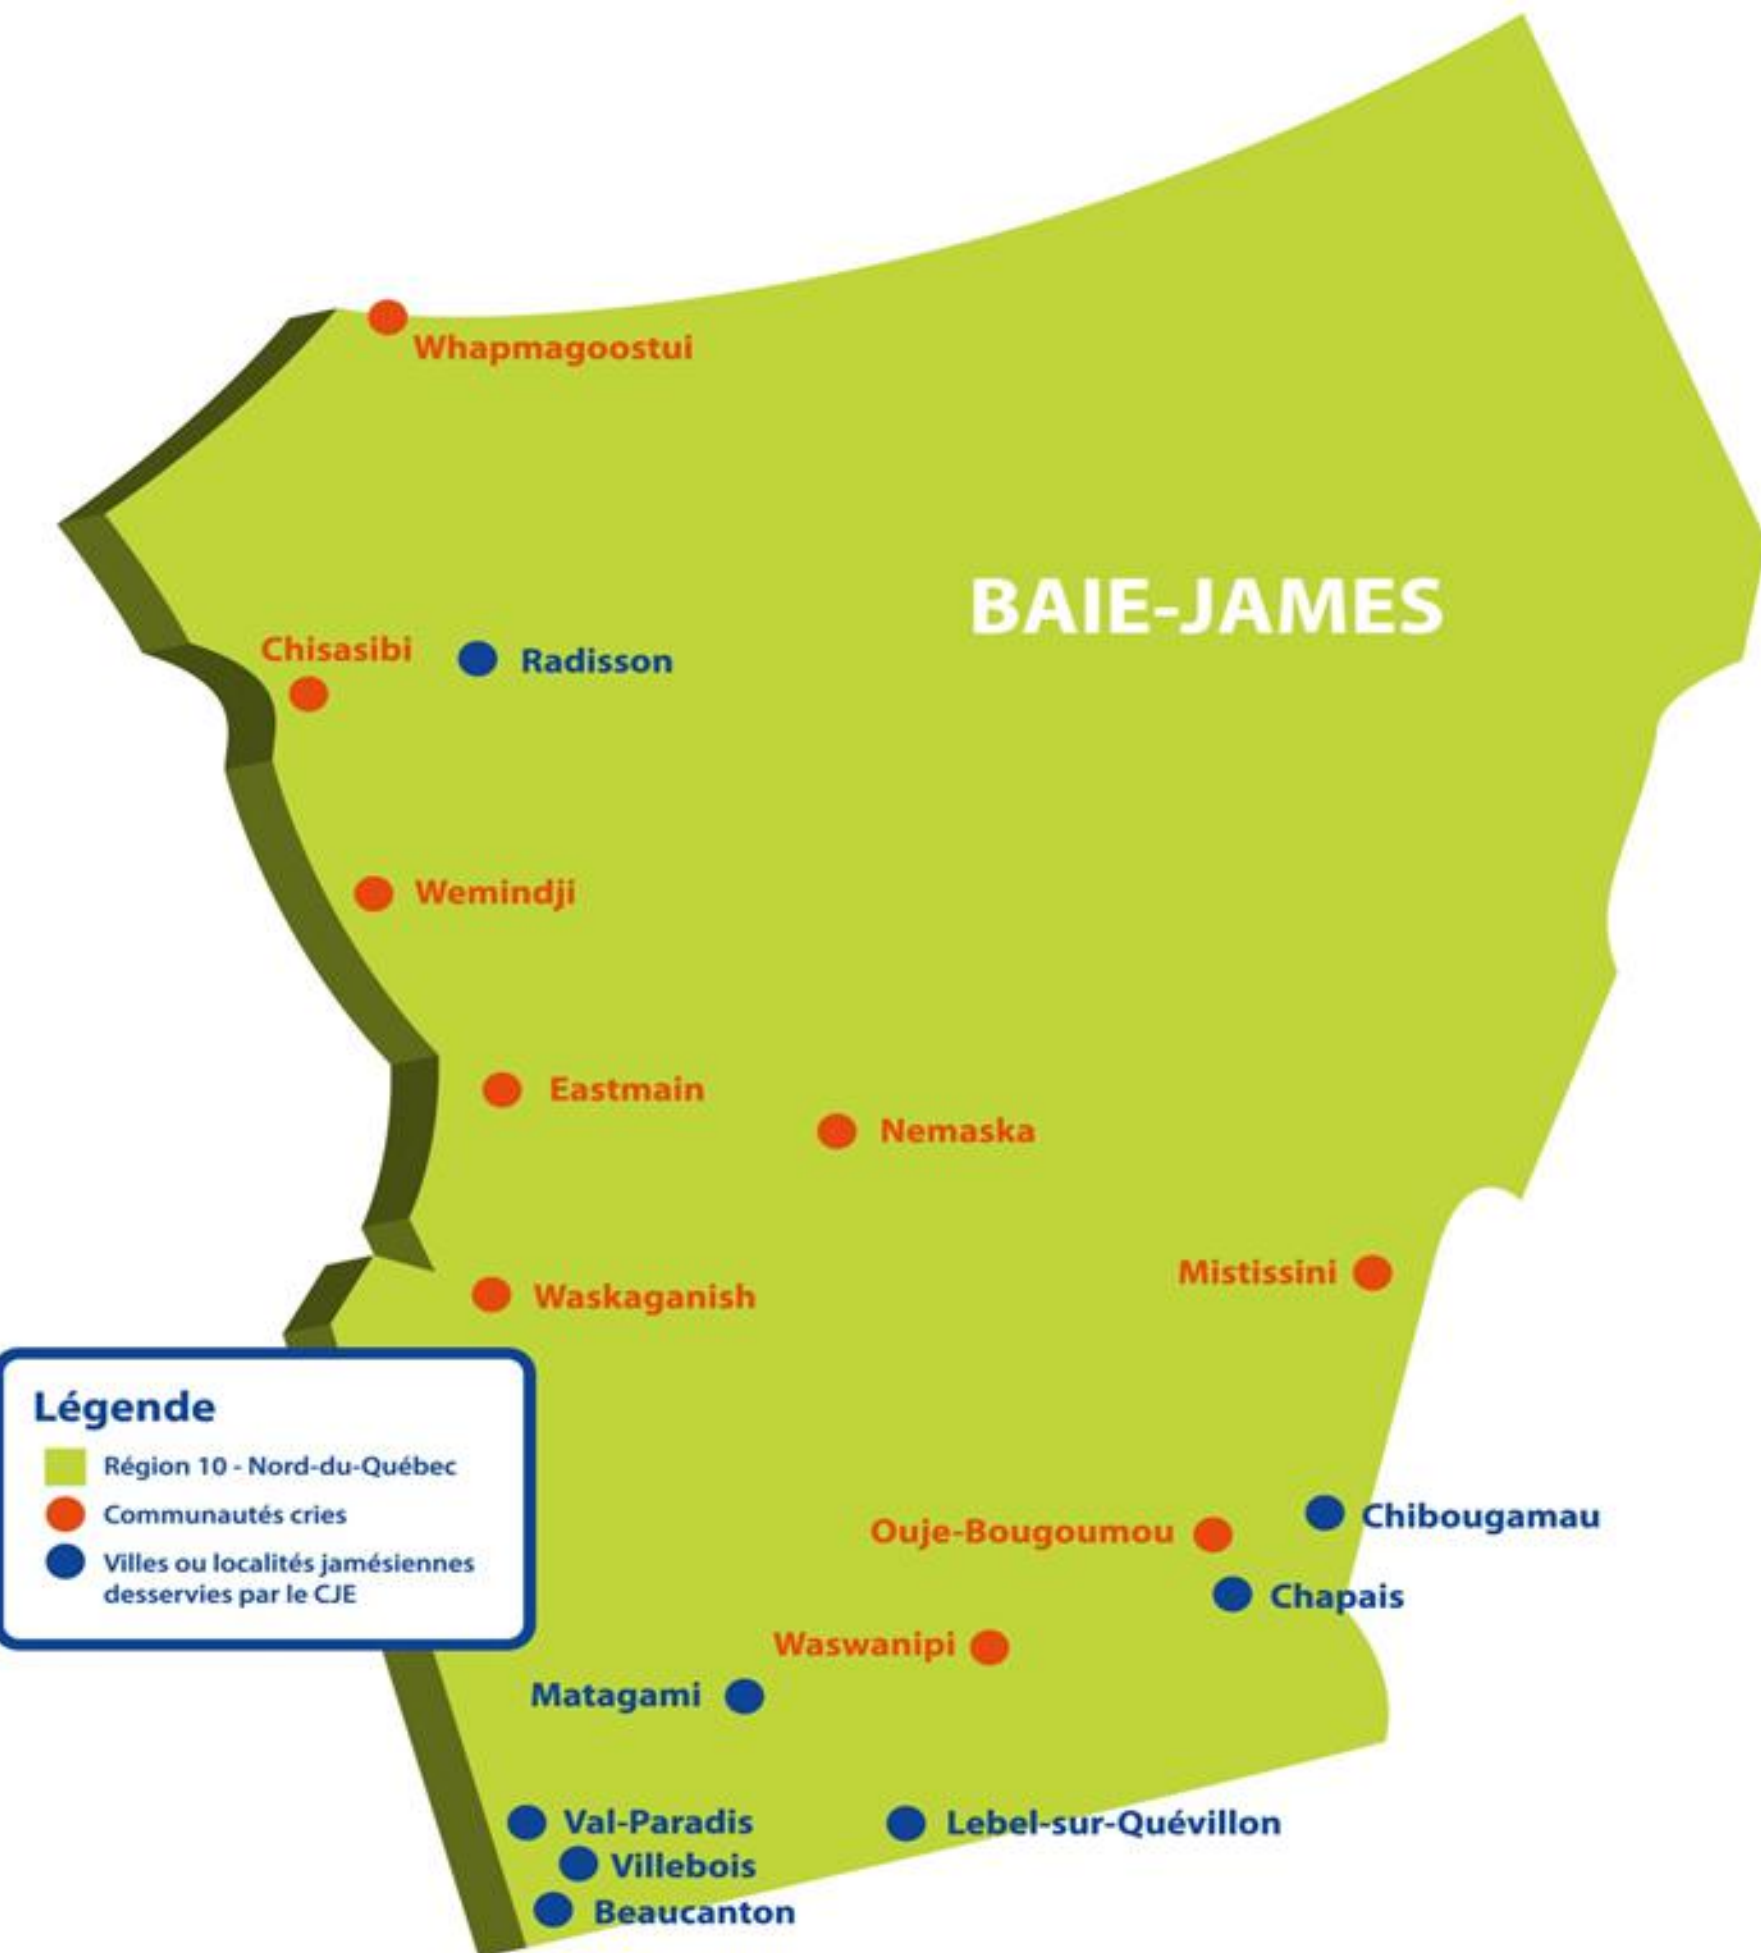 Whapmagoostui
BAIE-JAMES
Chisasibi
Radisson
Wemindji
Eastmain
Nemaska
Mistissini
Waskaganish
Légende
Région 10 - Nord-du-Québec
Communautés cries
Villes ou localités jamésiennes
desservies par le CJE
Chibougamau
Ouje-Bougoumou
Chapais
Waswanipi
Matagami
Val-Paradis
Lebel-sur-Quévillon
Villebois
Beaucanton